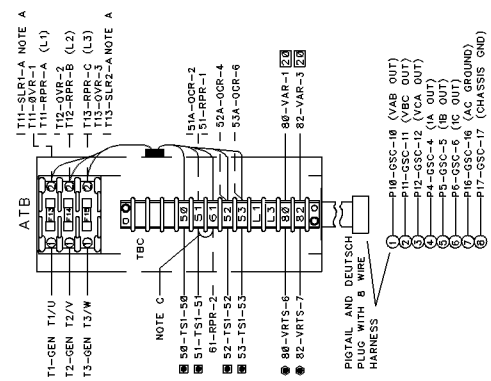 ATB
T11-SLR1-A NOTE A
T11-ØVR-1
T11-RPR-A (L1)
T12-OVR-2
T12-RPR-B (L2)
T13-RPR-C (L3)
T13-OVR-3
T13-SLR2-A NOTE A
F13
F14
F15
T1-GEN T1/U
T2-GEN T2/V
T3-GEN T3/W
TBC
50
51
61
52
53
L1
L3
80
82
51A-OCR-2
51-RPR-1
52A-OCR-4
53A-OCR-6
80-VAR-1 20
82-VAR-3 20
NOTE C
50-TS1-50
51-TS1-51
61-RPR-2
52-TS1-52
53-TS1-53
80-VRTS-6
82-VRTS-7
PIGTAIL AND DEUTSCH
PLUG WITH 8 WIRE
HARNESS
1 P10-GSC-10 (VAB OUT)
2 P11-GSC-11 (VBC OUT)
3 P12-GSC-12 (VCA OUT)
4 P4-GSC-4 (1A OUT)
5 P5-GSC-5 (1B OUT)
6 P6-GSC-6 (1C OUT)
7 P16-GSC-16 (AC GROUND)
8 P17-GSC-17 (CHASSIS GND)